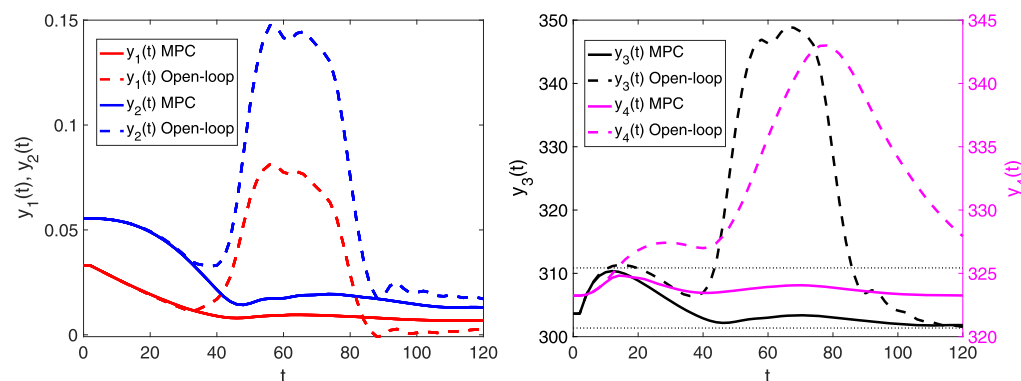 0.15
0.1
0.05
0
y1(t), y2(t)
y1(t) MPC
y1(t) Open-loop
y2(t) MPC
y2(t) Open-loop
0 20 40 60 80 100 120
t
350
340
330
320
310
300
y3(t)
y3(t) MPC
y3(t) Open-loop
y4(t) MPC
y4(t) Open-loop
345
340
335
330
325
320
y4(t)
0 20 40 60 80 100 120
t